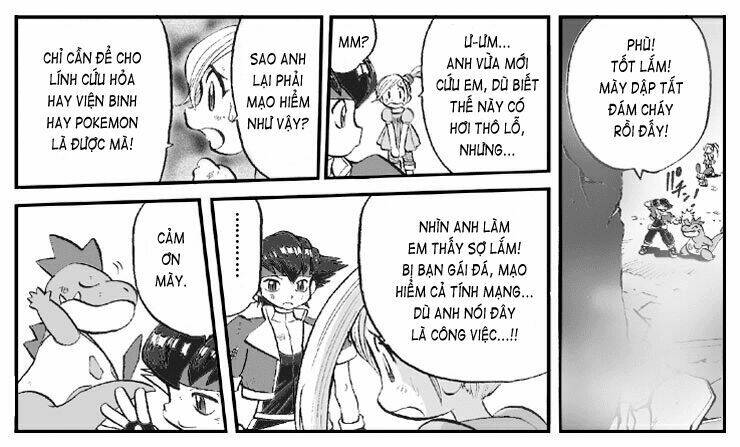 PHÙ!
TỐT LẮM!
MÀY DẬP TẮT
ĐÁM CHÁY
RỒI ĐẤY!
Ư-ƯM...
ANH VỪA MỚI
CỨU EM, DÙ BIẾT
THẾ NÀY CÓ
HƠI THÔ LỖ,
NHƯNG...
MM?
SAO ANH
LẠI PHẢI
MẠO HIỂM
NHƯ VẬY?
CHỈ CẦN ĐỂ CHO
LÍNH CỨU HỎA
HAY VIỆN BINH
HAY POKEMON
LÀ ĐƯỢC MÀ!
NHÌN ANH LÀM
EM THẤY SỢ LẮM!
BỊ BẠN GÁI ĐÁ, MẠO
HIỂM CẢ TÍNH MẠNG...
DÙ ANH NÓI ĐÂY
LÀ CÔNG VIỆC...!!
.........
CẢM
ƠN
MÀY.